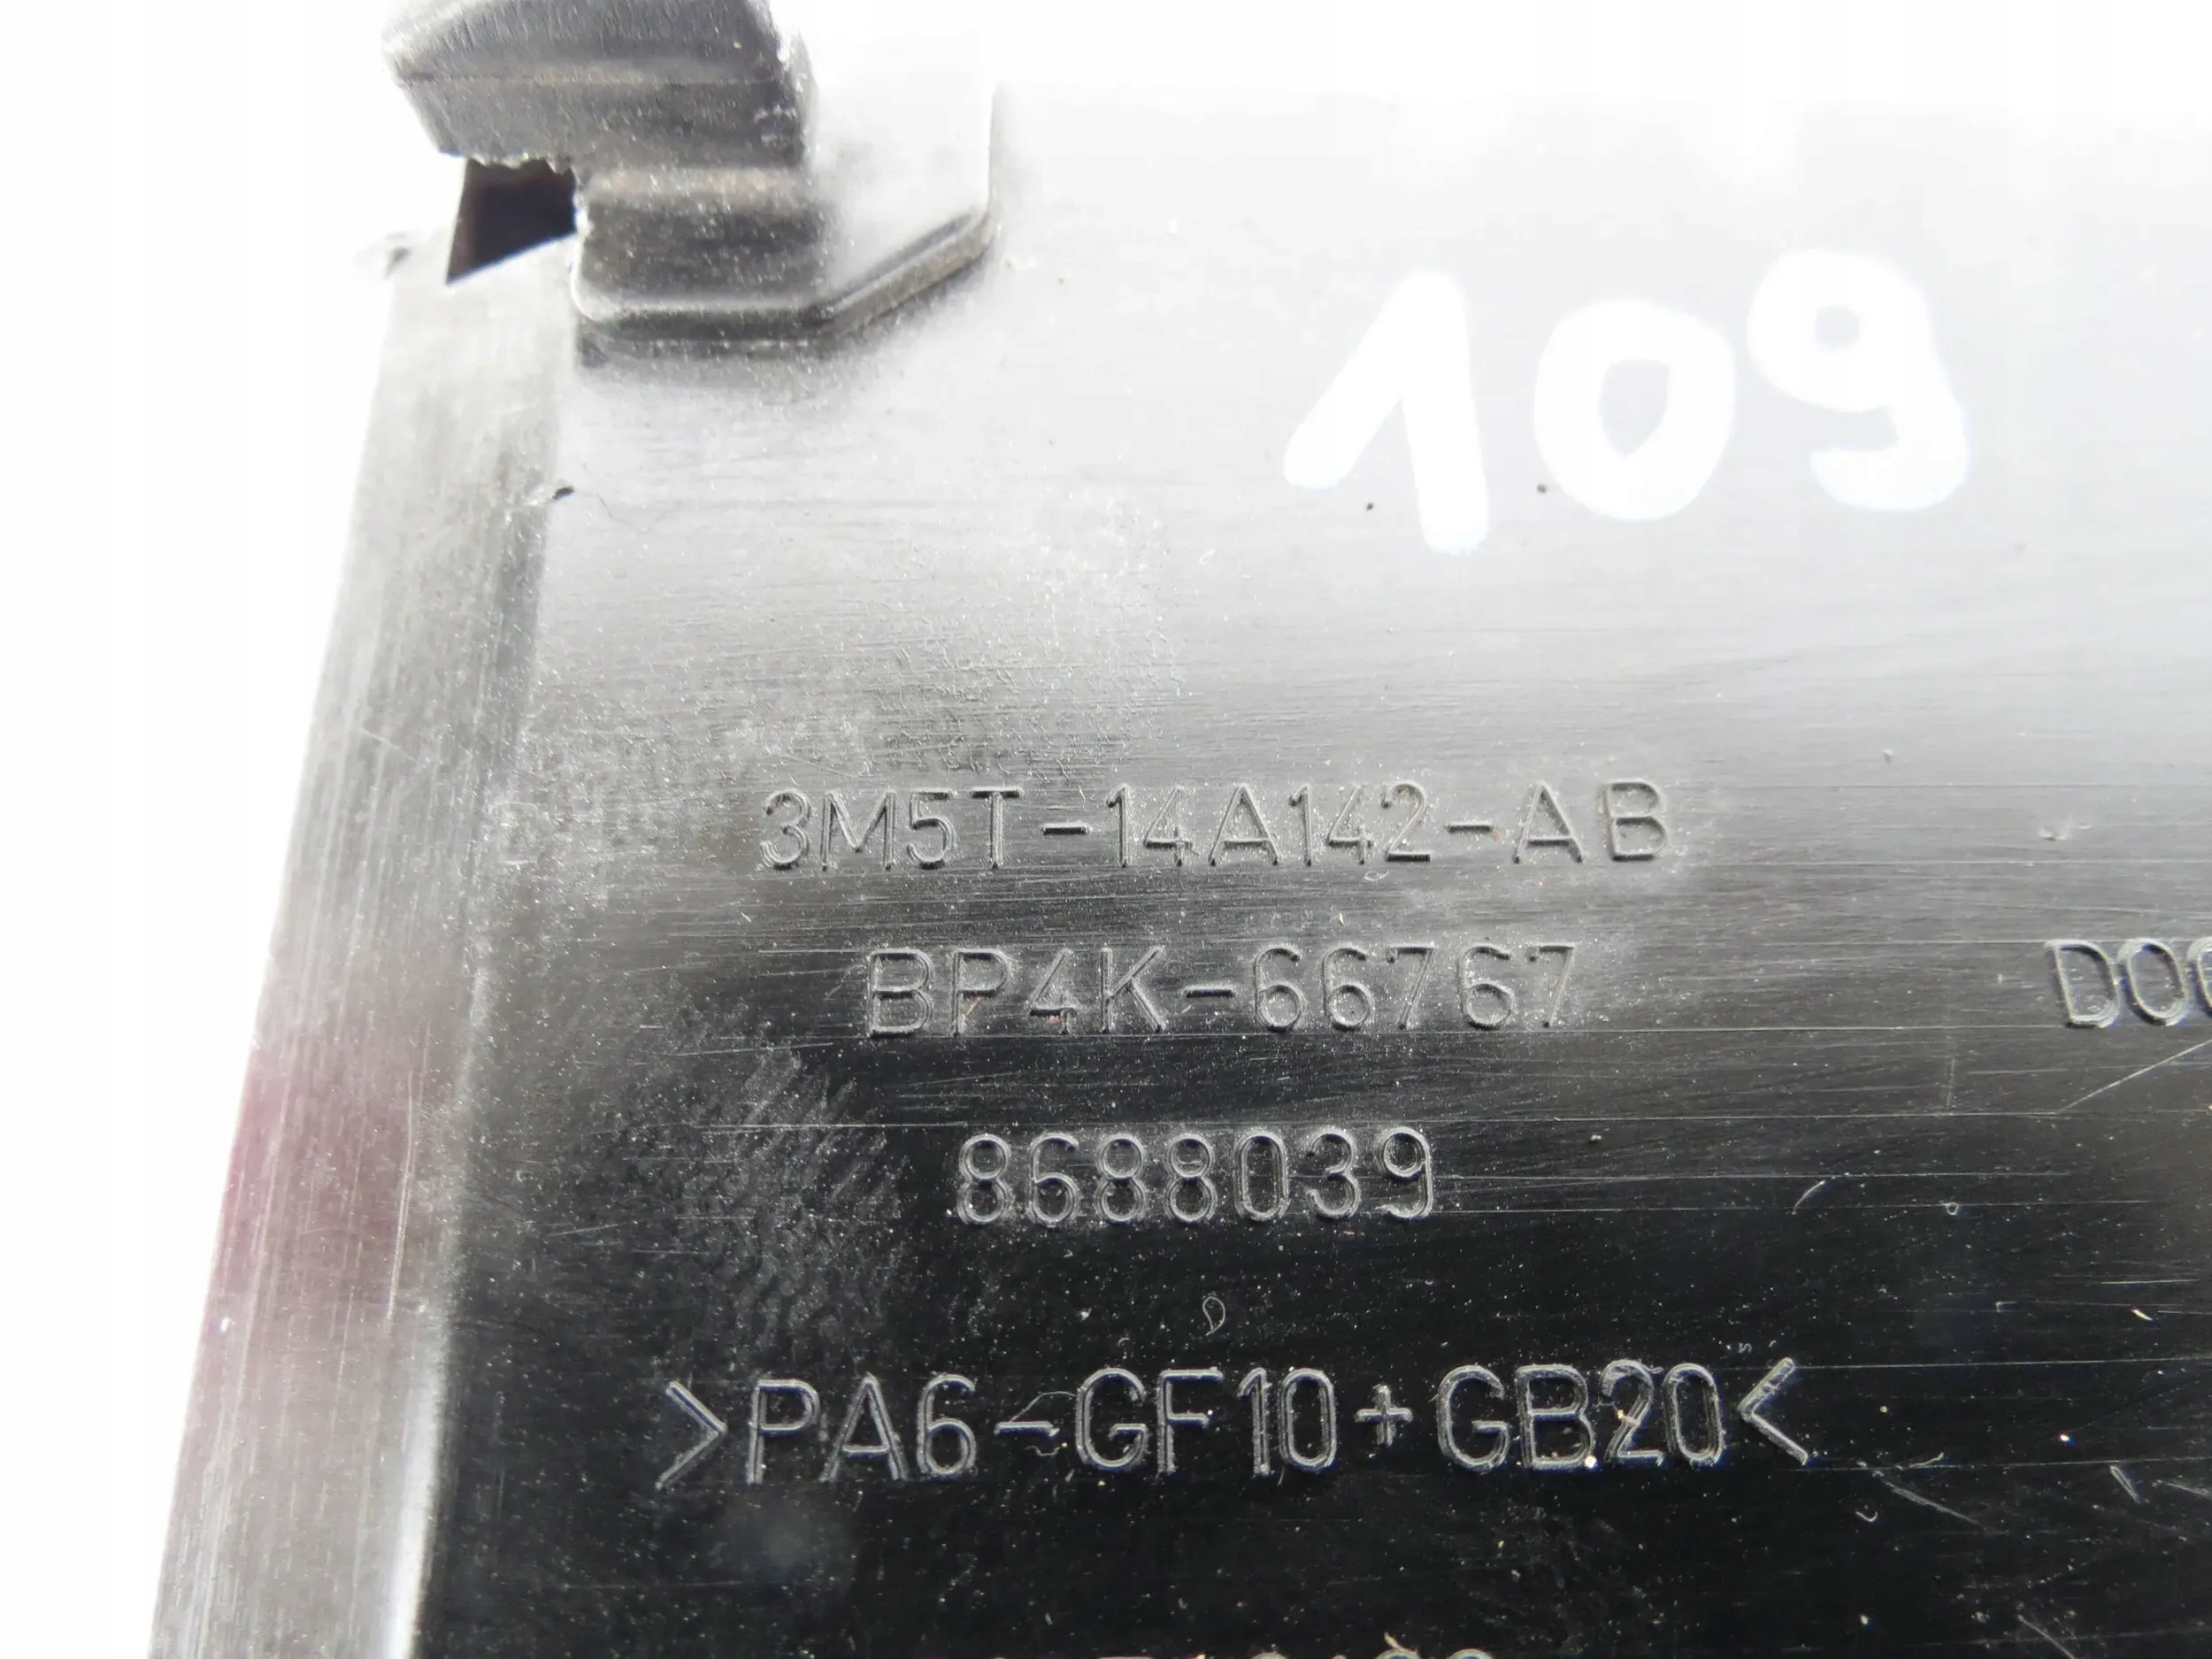 109
3M5T-14A142-AB
BP4K-66767
8688039
>PA6-GF10+GB20<